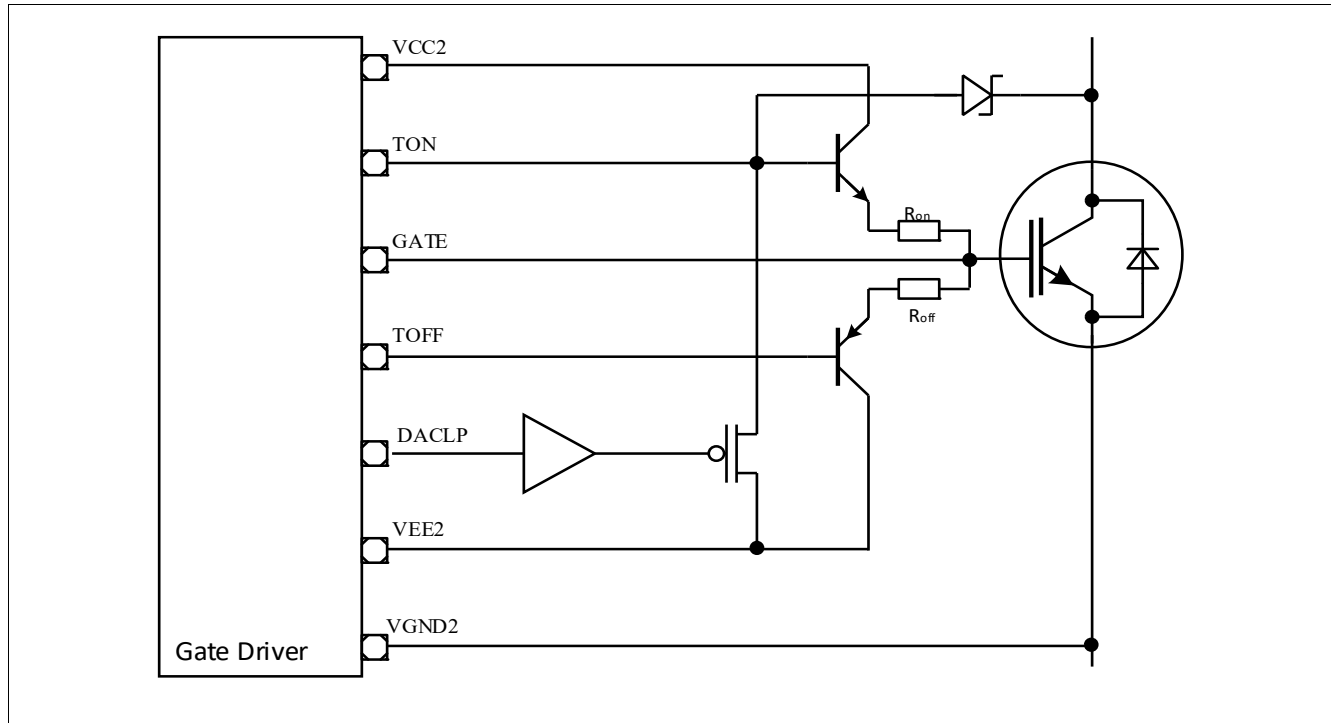 VCC2
TON
Ron
GATE
Roff
TOFF
DACLP
VEE2
VGND2
Gate Driver